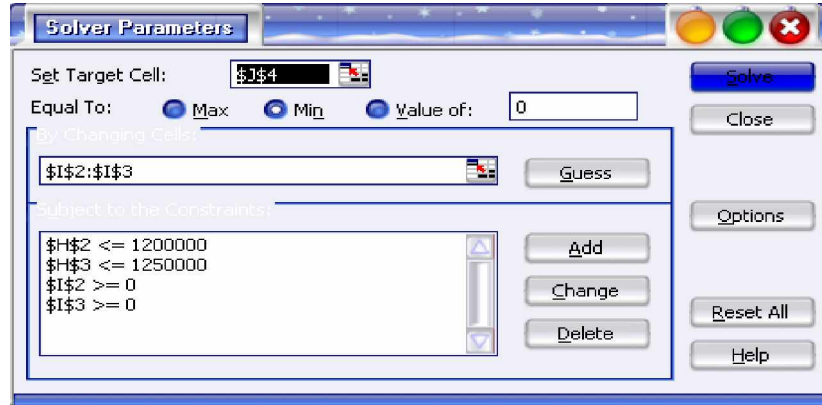 Solver Parameters
Set Target Cell: $J$4
Equal To: Max Min Value of: 0
By Changing Cells:
$I$2:$I$3
Guess
Subject to the Constraints:
$H$2 <= 1200000
$H$3 <= 1250000
$I$2 >= 0
$I$3 >= 0
Add
Change
Delete
Solve
Close
Options
Reset All
Help